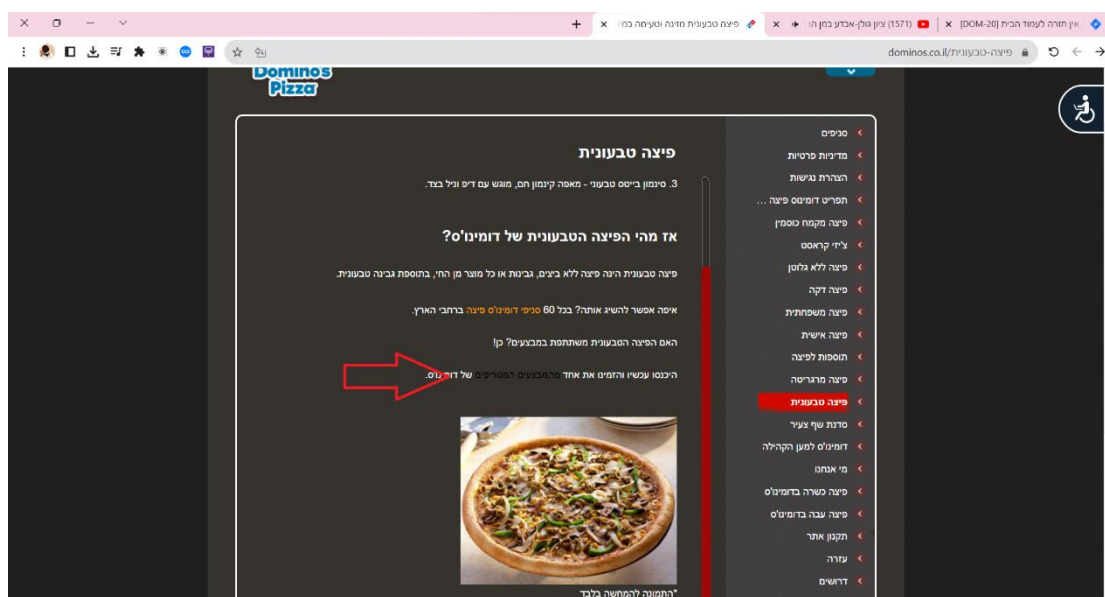 אין חזרה לעמוד הבית [DOM-20]
(1571) ציון גולן-אבדע בכון הו
פיצה טבעונית מזינה וטעימה כמו
dominos.co.il/פיצה-טבעונית
Domino's
Pizza
סניפים
מדיניות פרטיות
הצהרת נגישות
תפריט דומינוס פיצה ...
פיצה מקמח כוסמין
צ'יזי קראסט
פיצה ללא גלוטן
פיצה דקה
פיצה משפחתית
פיצה אישית
תוספות לפיצה
פיצה מרגריטה
פיצה טבעונית
סדנת שף צעיר
דומינו'ס למען הקהילה
מי אנחנו
פיצה כשרה בדומינו'ס
פיצה עבה בדומינו'ס
תקנון אתר
עזרה
דרושים
פיצה טבעונית
3. סינמון בייטס טבעוני - מאפה קינמון חם, מוגש עם דיפ וניל בצד.
אז מהי הפיצה הטבעונית של דומינו'ס?
פיצה טבעונית הינה פיצה ללא ביצים, גבינות או כל מוצר מן החי, בתוספת גבינה טבעונית.
איפה אפשר להשיג אותה? בכל 60 סניפי דומינו'ס פיצה ברחבי הארץ.
האם הפיצה הטבעונית משתתפת במבצעים? כן!
היכנסו עכשיו והזמינו את אחד מהמבצעים המטריפים של דומינו'ס.
*התמונה להמחשה בלבד